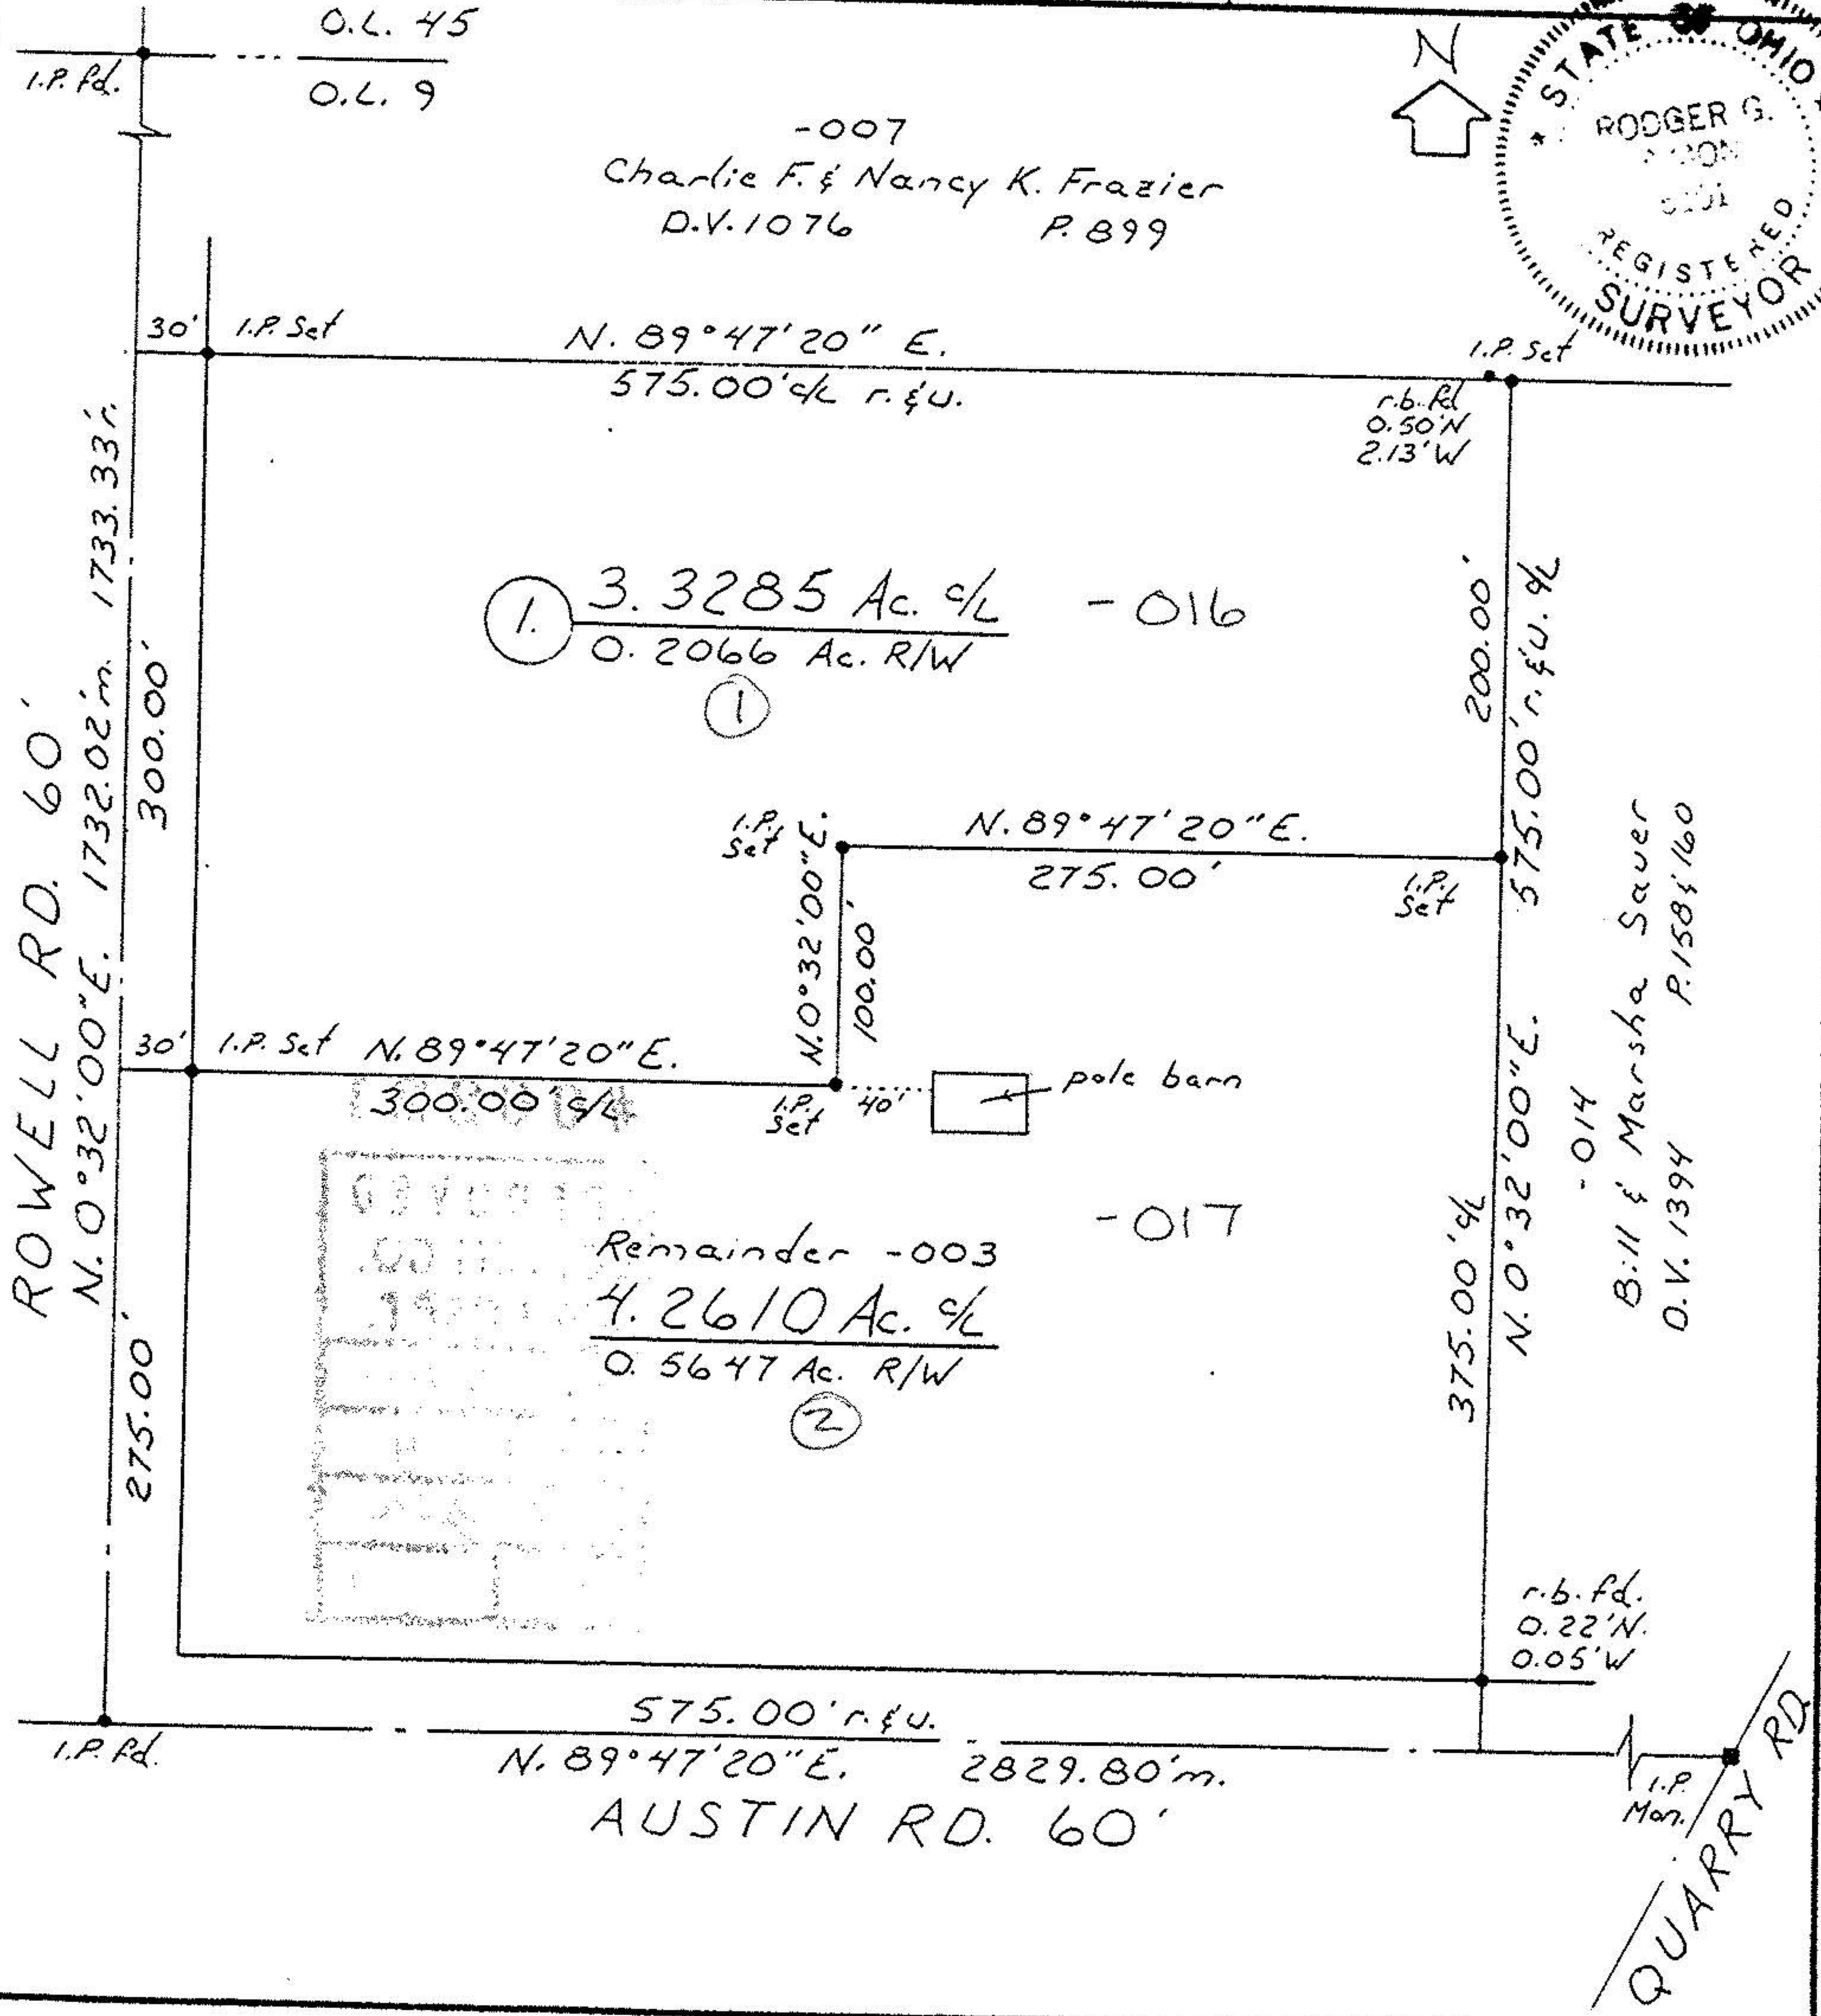 O.L. 45
O.L. 9
I.P. fd.
N
STATE OF OHIO
RODGER G.
REGISTERED
SURVEYOR
-007
Charlie F. & Nancy K. Frazier
D.V. 1076 P. 899
30'
I.P. Set
N. 89°47'20" E.
575.00' c/L r. & u.
I.P. Set
r.b. fd
0.50'N
2.13'W
1. 3.3285 Ac. c/L
0.2066 Ac. R/W
1
-016
ROWELL RD. 60'
N. 0°32'00"E. 1732.02'm. 1733.33'r.
300.00'
200.00'
575.00' r. & u. c/L
N. 0°32'00"E.
I.P. Set
N. 89°47'20"E.
275.00'
I.P. Set
N. 0°32'00"E.
100.00'
30'
I.P. Set
N. 89°47'20"E.
300.00' c/L
I.P. Set
40'
pole barn
-014
Bill & Marsha Sauer
D.V. 1394 P. 158 & 160
Remainder -003
4.2610 Ac. c/L
0.5647 Ac. R/W
2
-017
275.00'
375.00' c/L
r.b. fd.
0.22'N.
0.05'W
I.P. fd.
575.00' r. & u.
N. 89°47'20"E. 2829.80'm.
AUSTIN RD. 60'
I.P.
Mon.
QUARRY RD.